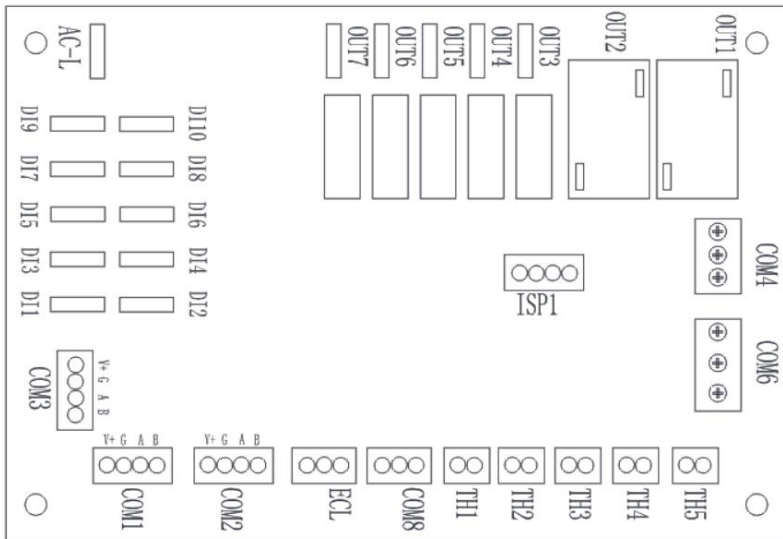 AC-L
OUT7
OUT6
OUT5
OUT4
OUT3
OUT2
OUT1
DI9
DI10
DI7
DI8
DI5
DI6
DI3
DI4
DI1
DI2
COM4
ISP1
COM6
COM3
V+ G A B
V+ G A B
V+ G A B
COM1
COM2
ECL
COM8
TH1
TH2
TH3
TH4
TH5